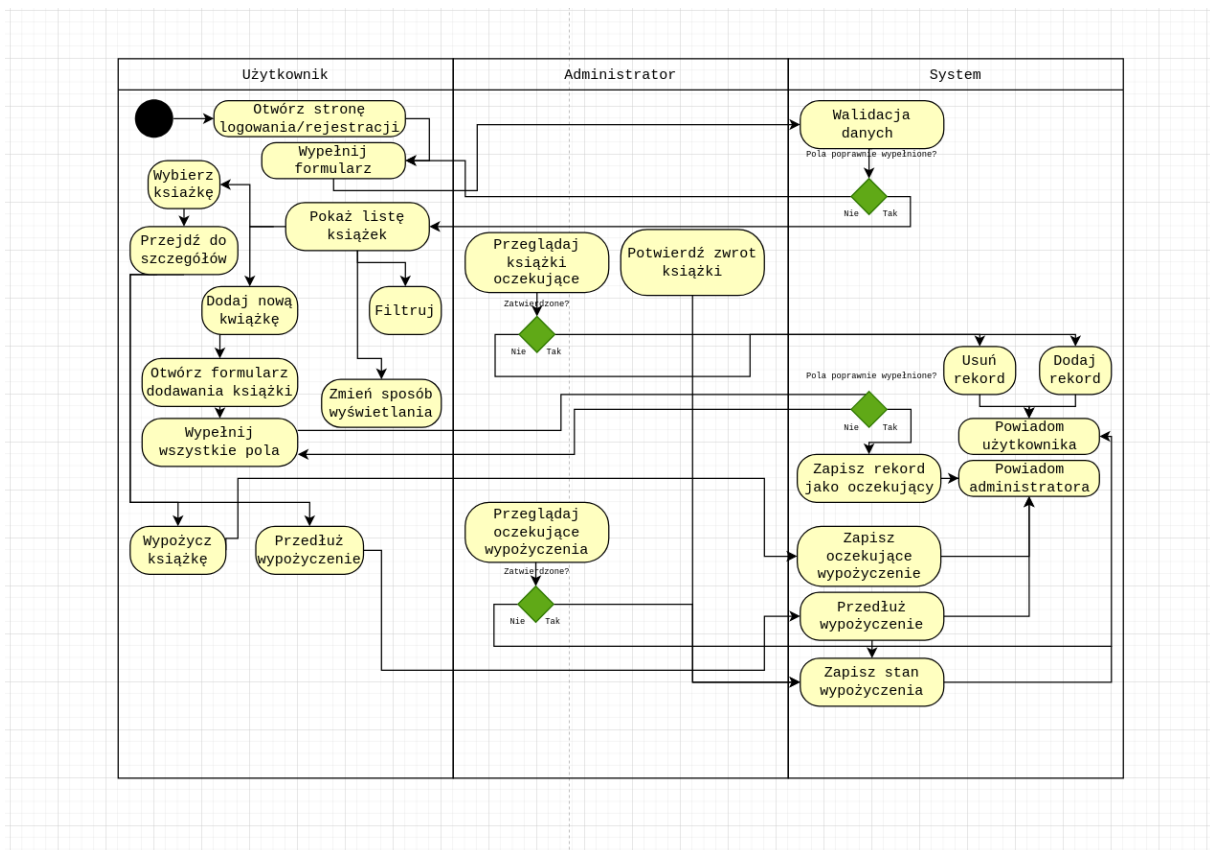 Użytkownik
Administrator
System
Otwórz stronę
logowania/rejestracji
Wypełnij
formularz
Wybierz
ksiażkę
Pokaż listę
książek
Przejdź do
szczegółów
Dodaj nową
kwiążkę
Filtruj
Otwórz formularz
dodawania książki
Zmień sposób
wyświetlania
Wypełnij
wszystkie pola
Wypożycz
książkę
Przedłuż
wypożyczenie
Przeglądaj
książki
oczekujące
Potwierdź zwrot
książki
Zatwierdzone?
Nie
Tak
Przeglądaj
oczekujące
wypożyczenia
Zatwierdzone?
Nie
Tak
Walidacja
danych
Pola poprawnie wypełnione?
Nie
Tak
Usuń
rekord
Dodaj
rekord
Pola poprawnie wypełnione?
Nie
Tak
Powiadom
użytkownika
Zapisz rekord
jako oczekujący
Powiadom
administratora
Zapisz
oczekujące
wypożyczenie
Przedłuż
wypożyczenie
Zapisz stan
wypożyczenia